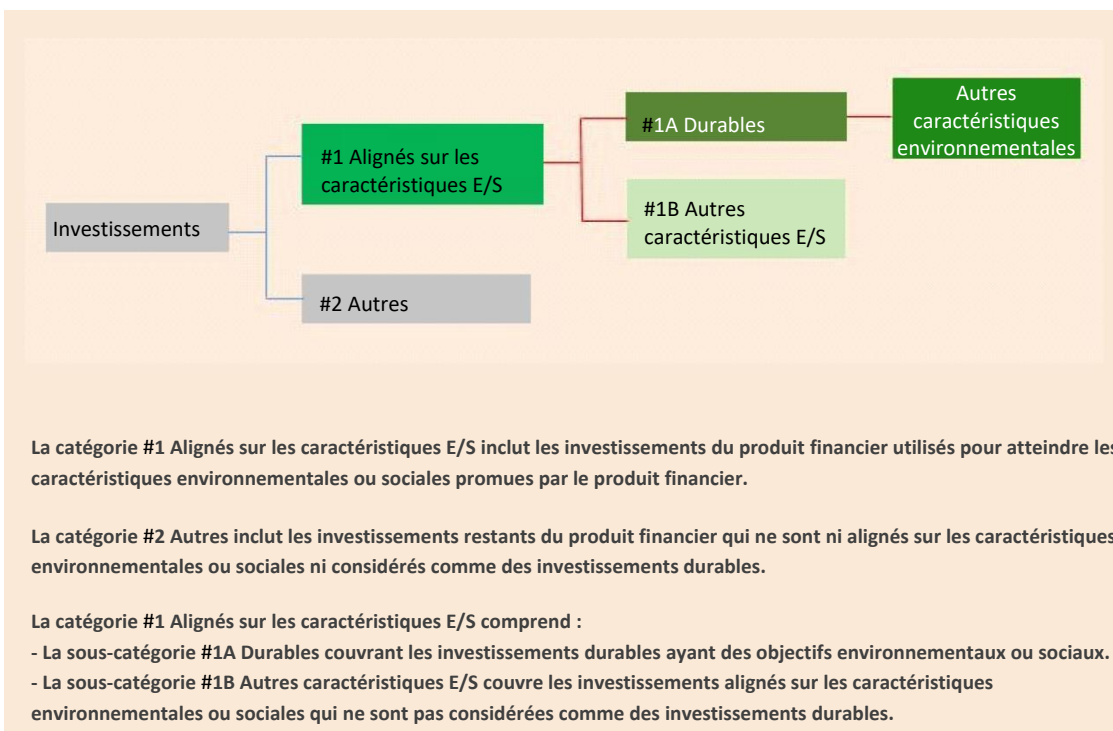 Autres
caractéristiques
environnementales
#1A Durables
#1 Alignés sur les
caractéristiques E/S
#1B Autres
caractéristiques E/S
Investissements
#2 Autres
La catégorie #1 Alignés sur les caractéristiques E/S inclut les investissements du produit financier utilisés pour atteindre les
caractéristiques environnementales ou sociales promues par le produit financier.
La catégorie #2 Autres inclut les investissements restants du produit financier qui ne sont ni alignés sur les caractéristiques
environnementales ou sociales ni considérés comme des investissements durables.
La catégorie #1 Alignés sur les caractéristiques E/S comprend :
- La sous-catégorie #1A Durables couvrant les investissements durables ayant des objectifs environnementaux ou sociaux.
- La sous-catégorie #1B Autres caractéristiques E/S couvre les investissements alignés sur les caractéristiques
environnementales ou sociales qui ne sont pas considérées comme des investissements durables.